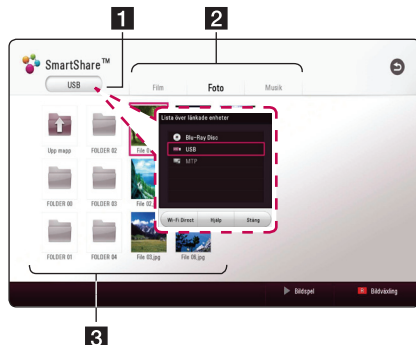 1
2
SmartShare™
USB
Film
Foto
Musik
Lista över länkade enheter
Blu-Ray Disc
USB
MTP
Wi-Fi Direct
Hjälp
Stäng
Upp mapp
FOLDER 02
File 0
FOLDER 00
FOLDER 03
File 02.
FOLDER 01
FOLDER 04
File 03.jpg
File 06.jpg
Bildspel
Bildväxling
3